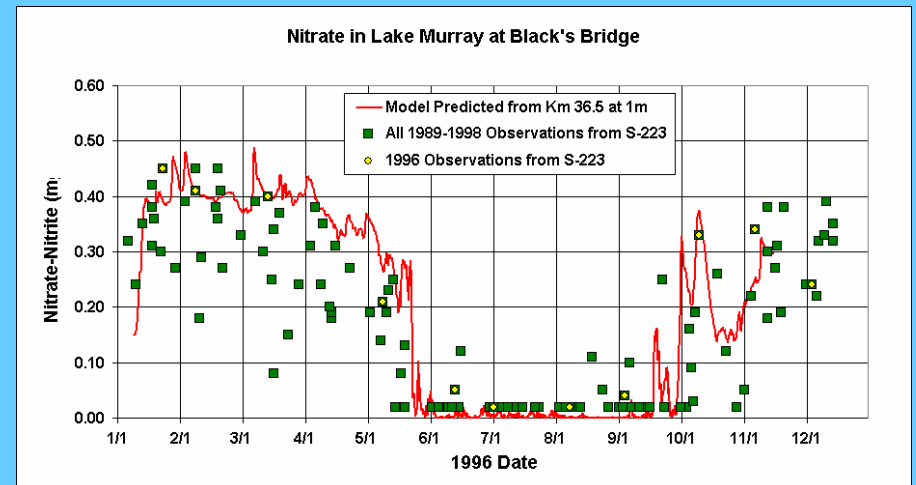 Nitrate in Lake Murray at Black's Bridge
Model Predicted from Km 36.5 at 1m
All 1989-1998 Observations from S-223
1996 Observations from S-223
Nitrate-Nitrite (m
0.60
0.50
0.40
0.30
0.20
0.10
0.00
1/1 2/1 3/1 4/1 5/1 6/1 7/1 8/1 9/1 10/1 11/1 12/1
1996 Date